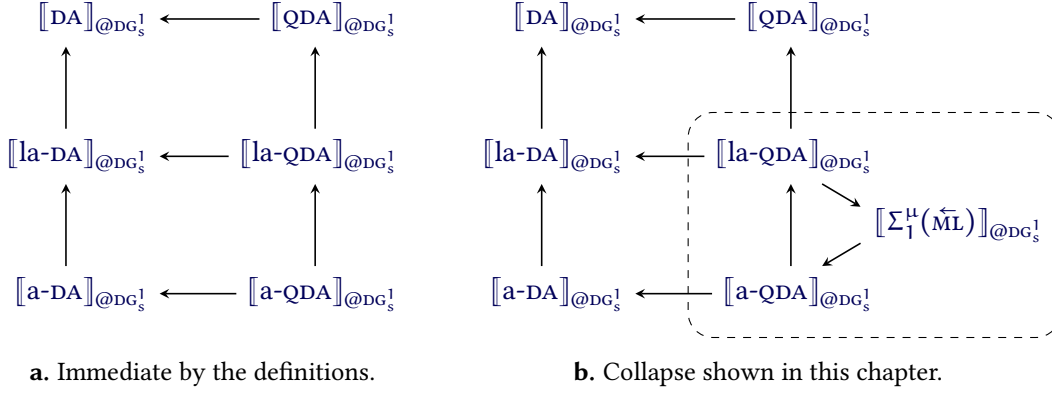 ⟦DA⟧@DG¹ₛ ⟦QDA⟧@DG¹ₛ ⟦DA⟧@DG¹ₛ ⟦QDA⟧@DG¹ₛ
⟦la-DA⟧@DG¹ₛ ⟦la-QDA⟧@DG¹ₛ ⟦la-DA⟧@DG¹ₛ ⟦la-QDA⟧@DG¹ₛ
⟦Σ₁^μ(M⃖L)⟧@DG¹ₛ
⟦a-DA⟧@DG¹ₛ ⟦a-QDA⟧@DG¹ₛ ⟦a-DA⟧@DG¹ₛ ⟦a-QDA⟧@DG¹ₛ
a. Immediate by the definitions. b. Collapse shown in this chapter.